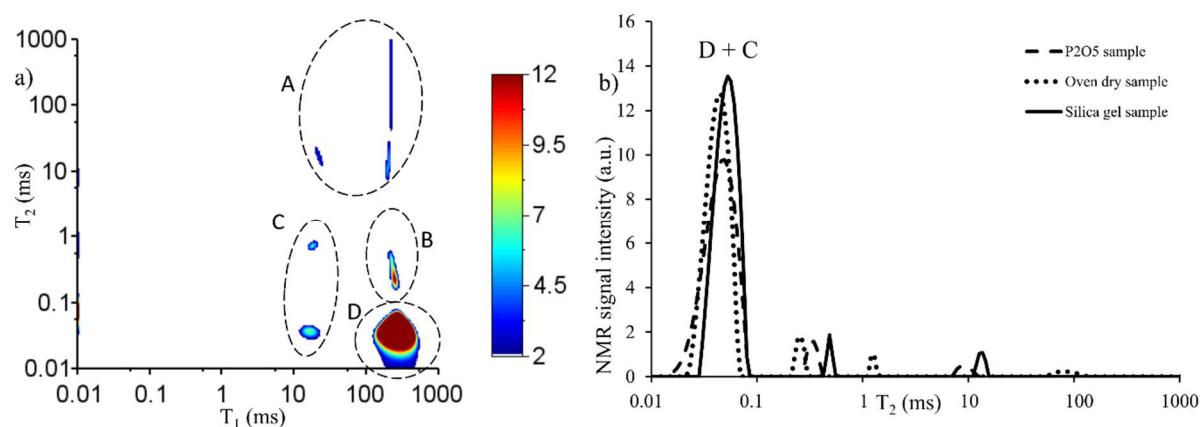 a)
1000
100
10
1
0.1
0.01
T2 (ms)
A
B
C
D
0.01
0.1
1
10
100
1000
T1 (ms)
12
9.5
7
4.5
2
b)
16
14
12
10
8
6
4
2
0
NMR signal intensity (a.u.)
D + C
P2O5 sample
Oven dry sample
Silica gel sample
0.01
0.1
1
10
100
1000
T2 (ms)